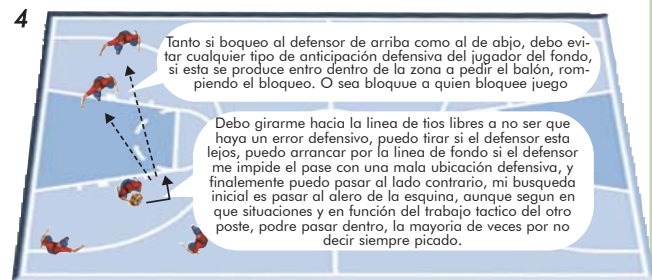 4
Tanto si boqueo al defensor de arriba como al de abjo, debo evi-
tar cualquier tipo de anticipación defensiva del jugador del fondo,
si esta se produce entro dentro de la zona a pedir el balón, rom-
piendo el bloqueo. O sea bloquue a quien bloquee juego
Debo girarme hacia la linea de tios libres a no ser que
haya un error defensivo, puedo tirar si el defensor esta
lejos, puedo arrancar por la linea de fondo si el defensor
me impide el pase con una mala ubicación defensiva, y
finalemente puedo pasar al lado contrario, mi busqueda
inicial es pasar al alero de la esquina, aunque segun en
que situaciones y en función del trabajo tactico del otro
poste, podre pasar dentro, la mayoria de veces por no
decir siempre picado.